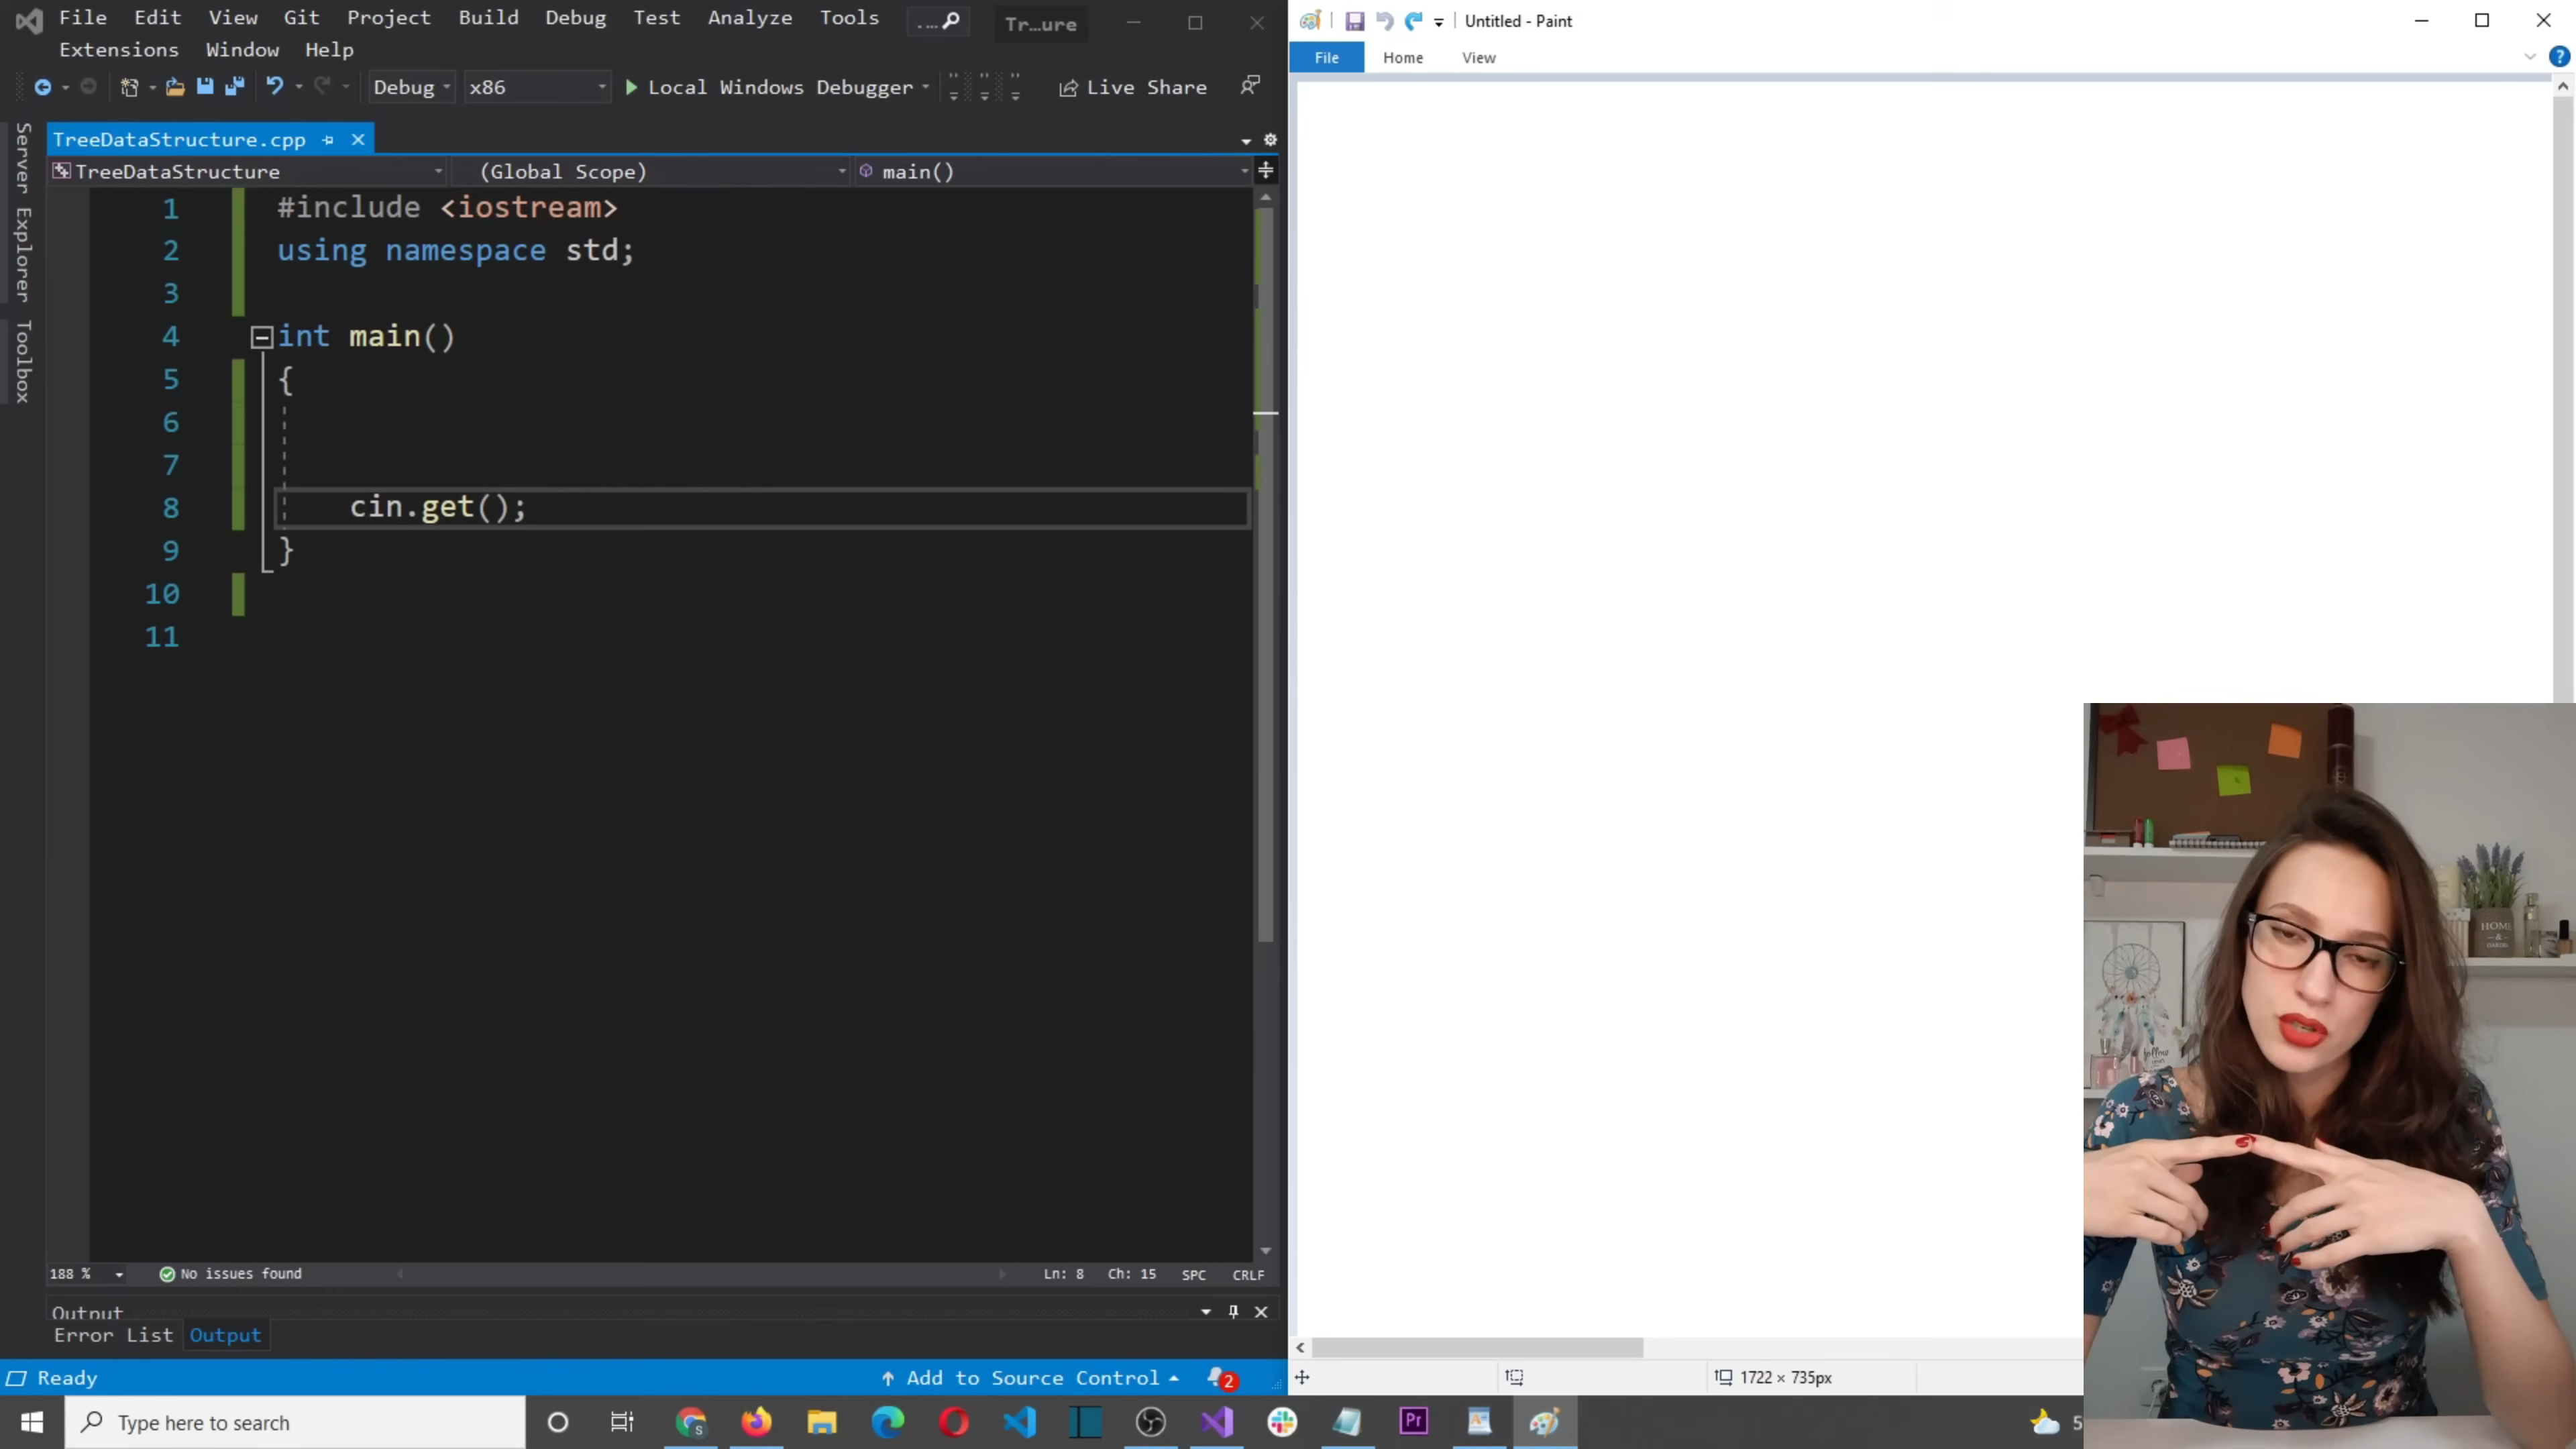 File Edit View Git Project Build Debug Test Analyze Tools ... Tr...ure
Extensions Window Help
Debug x86 Local Windows Debugger Live Share
Server Explorer
Toolbox
TreeDataStructure.cpp
TreeDataStructure (Global Scope) main()
1 #include <iostream>
2 using namespace std;
3
4 int main()
5 {
6
7
8 cin.get();
9 }
10
11
188 % No issues found Ln: 8 Ch: 15 SPC CRLF
Output
Error List Output
Ready Add to Source Control 2
Untitled - Paint
File Home View
1722 × 735px
HOME
&
follow
Type here to search
S
Pr
5